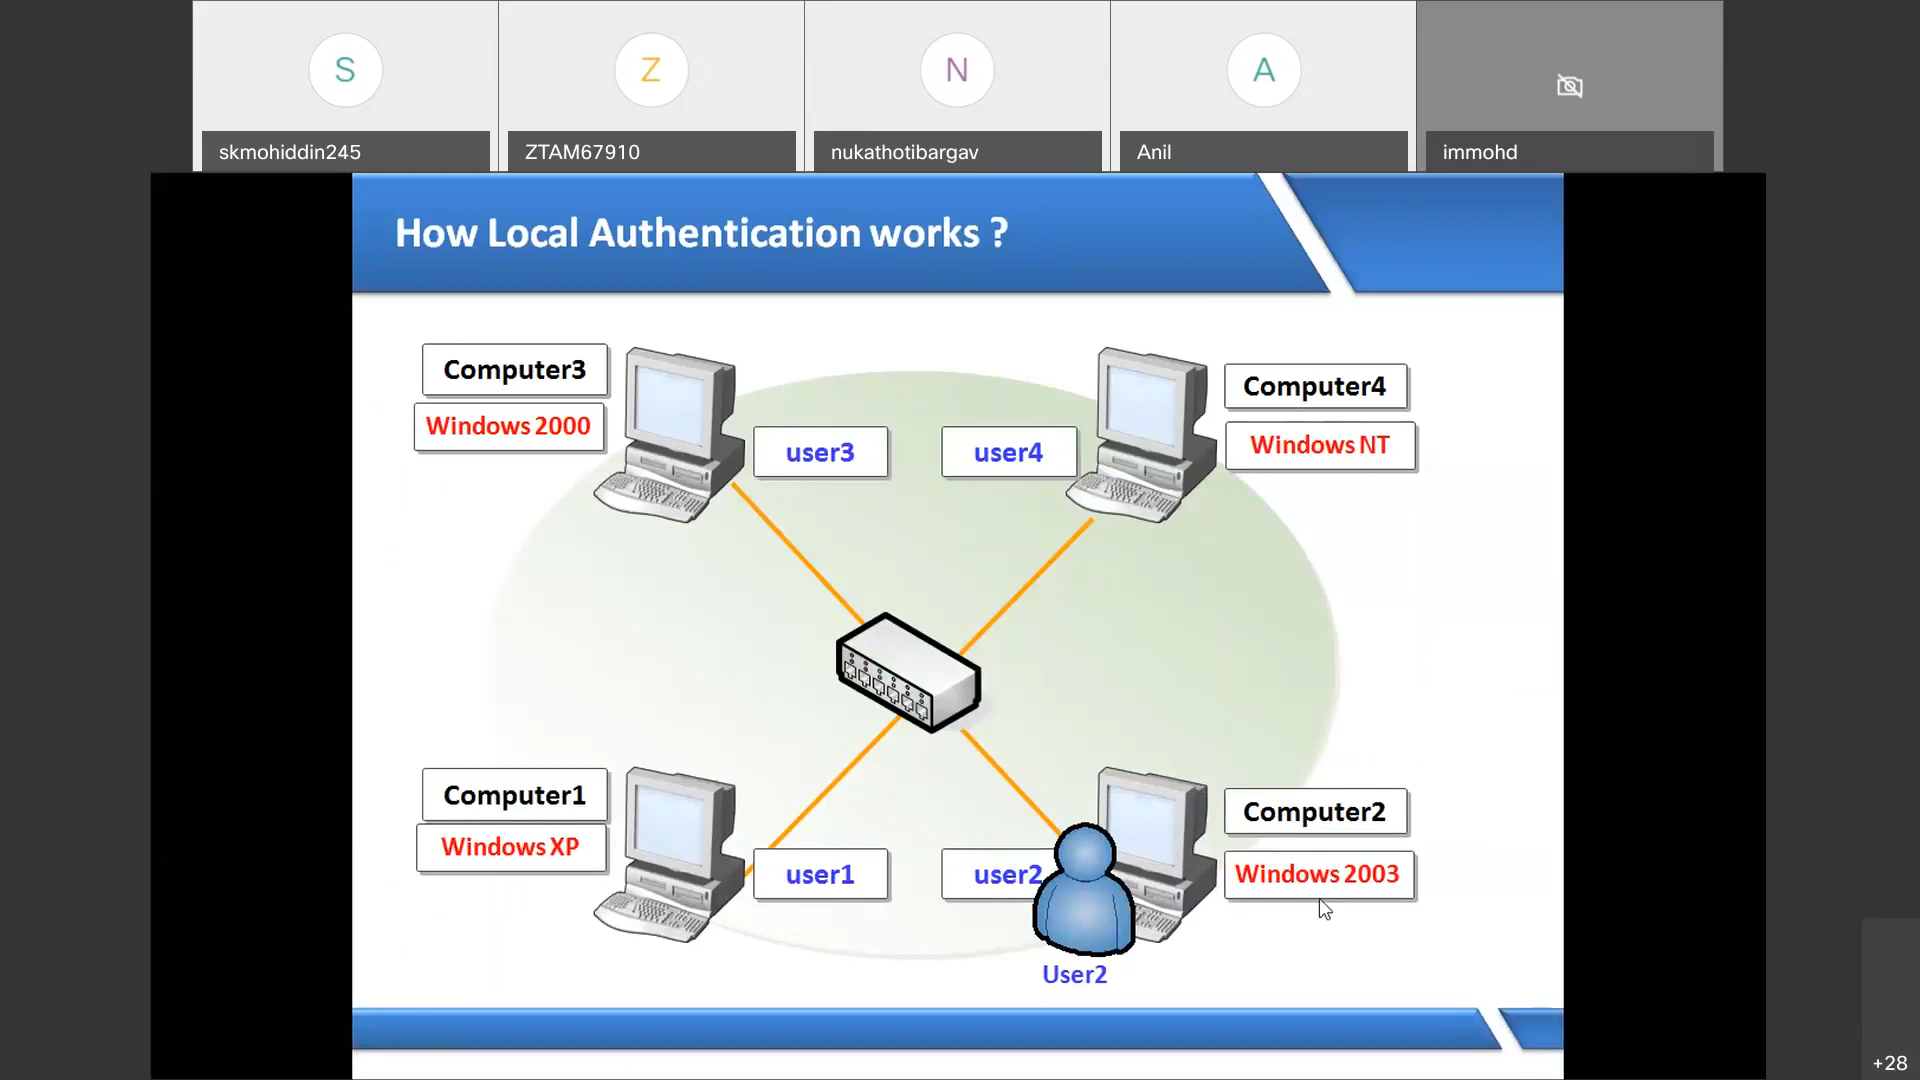 S
Z
N
A
skmohiddin245
ZTAM67910
nukathotibargav
Anil
immohd
How Local Authentication works ?
Computer3
Windows 2000
user3
user4
Computer4
Windows NT
Computer1
Windows XP
user1
user2
Computer2
Windows 2003
User2
+28